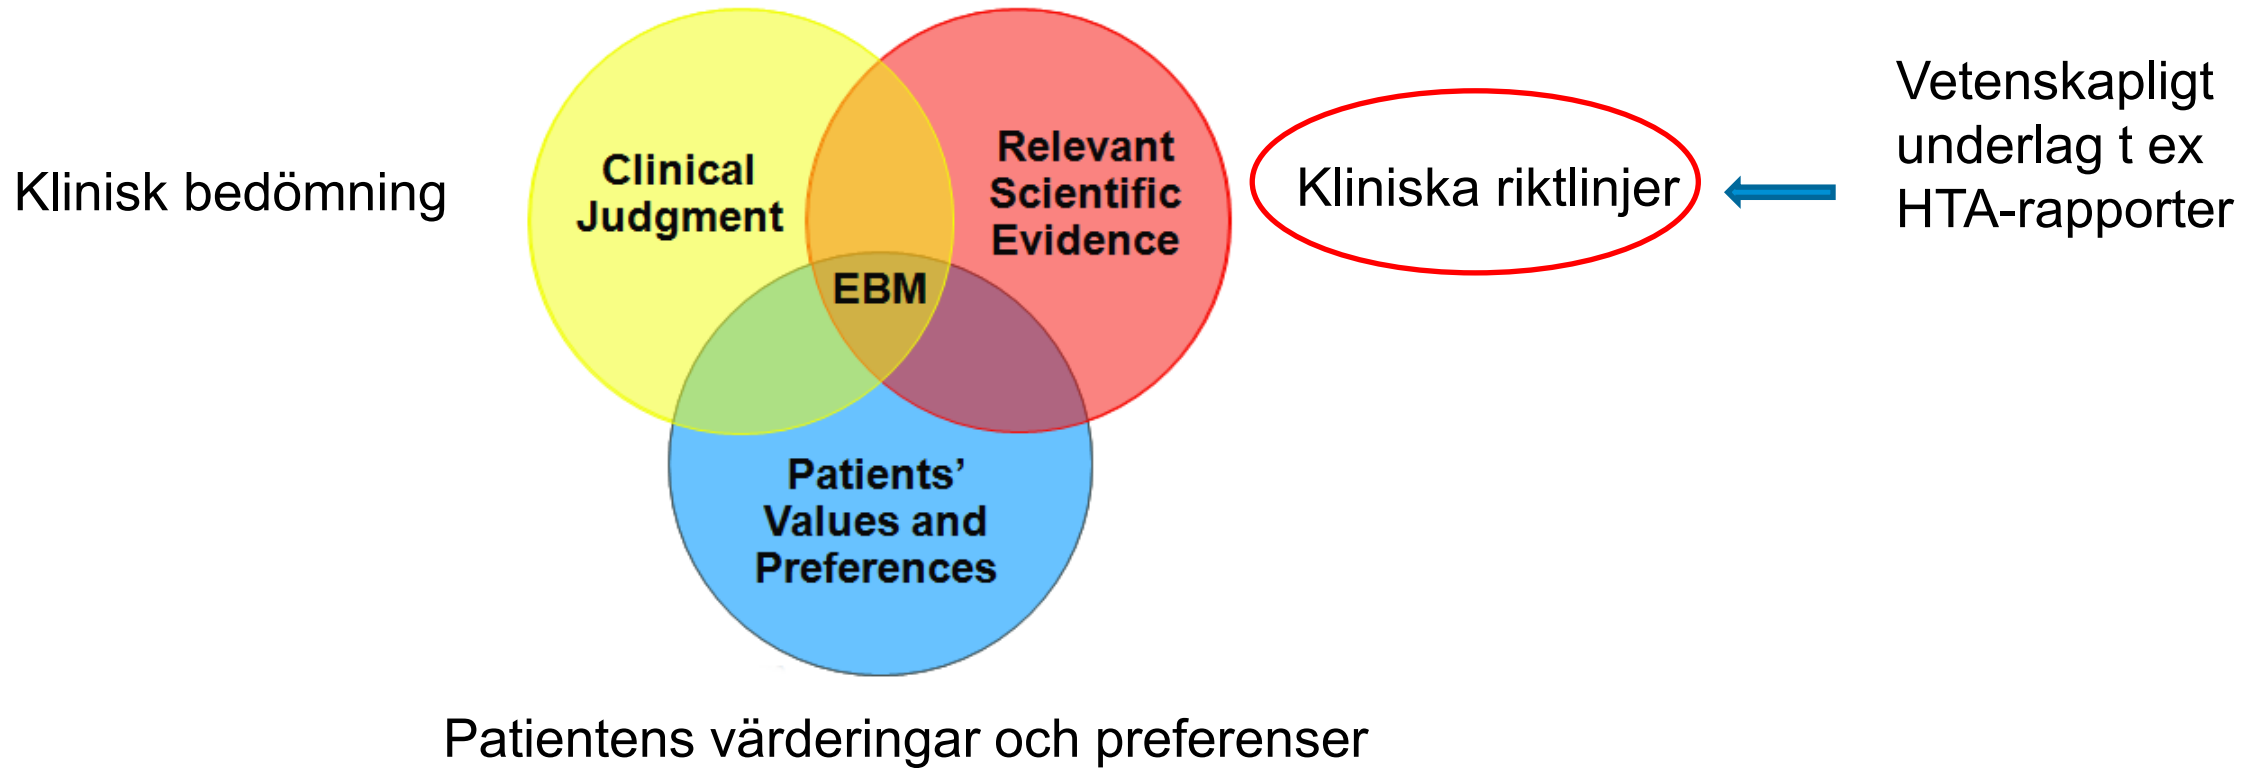 Klinisk bedömning
Clinical
Judgment
Relevant
Scientific
Evidence
EBM
Patients’
Values and
Preferences
Kliniska riktlinjer
Vetenskapligt
underlag t ex
HTA-rapporter
Patientens värderingar och preferenser